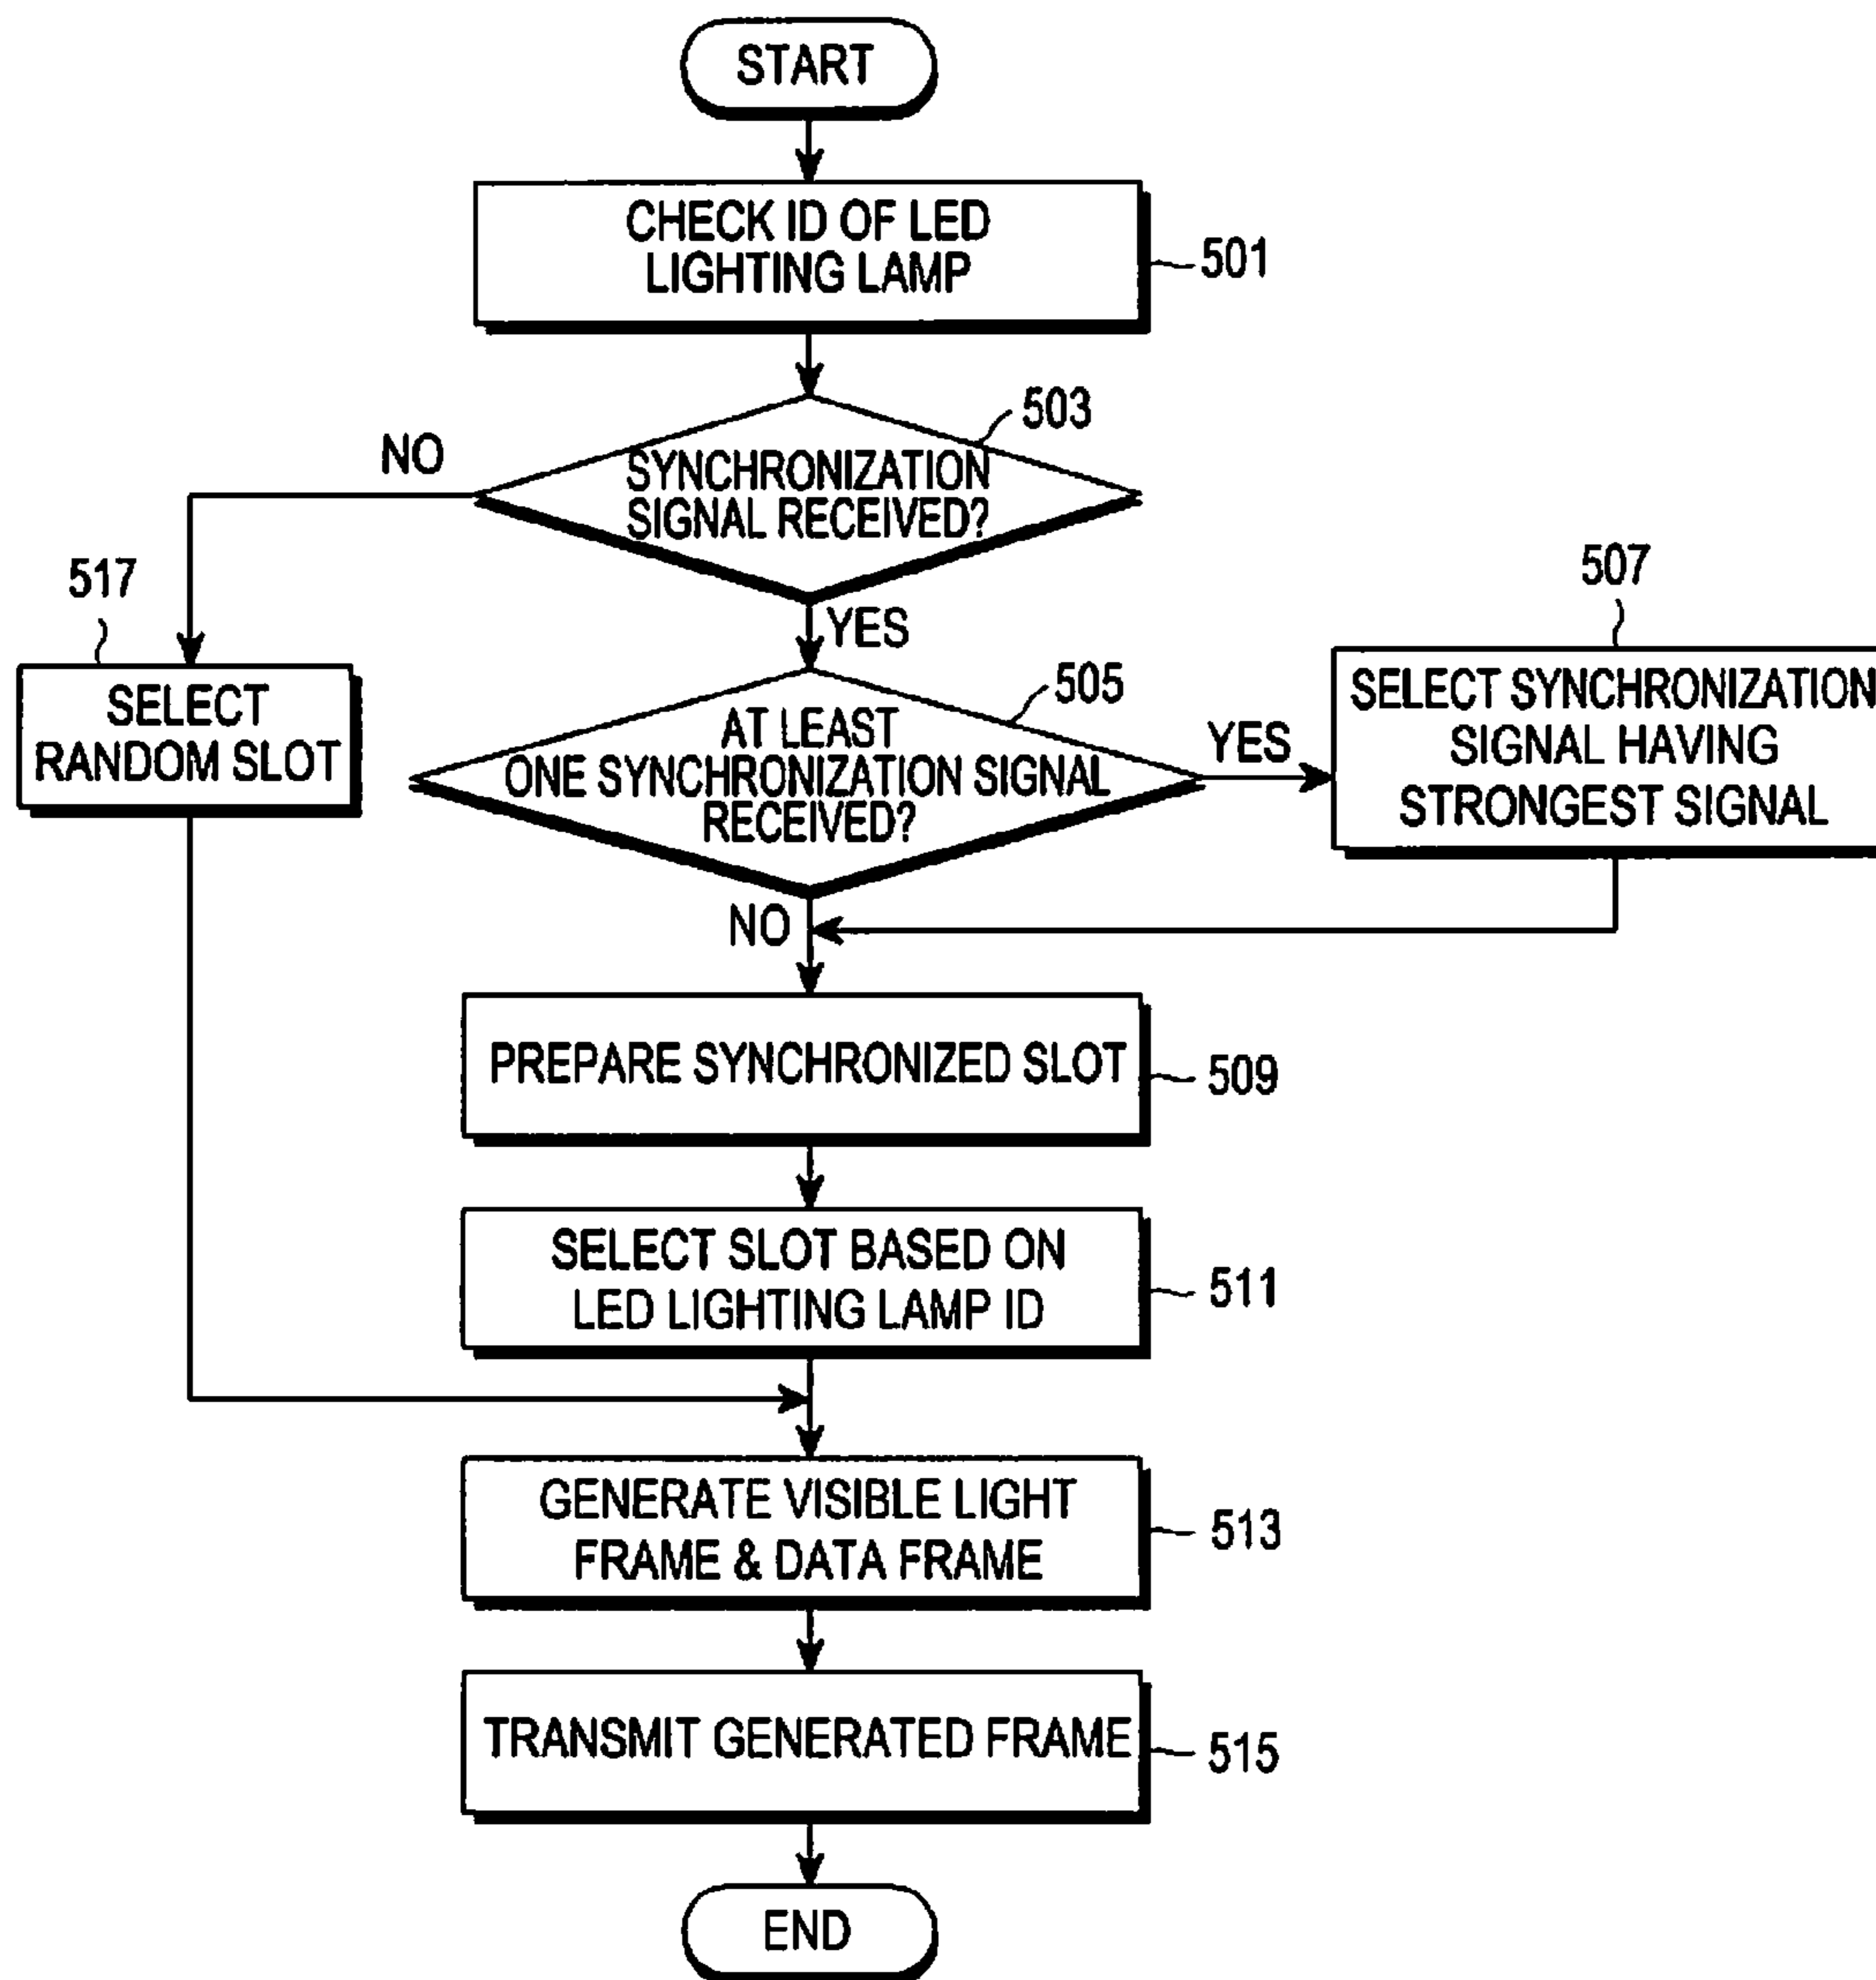 START
CHECK ID OF LED
LIGHTING LAMP
501
503
NO
SYNCHRONIZATION
SIGNAL RECEIVED?
YES
517
SELECT
RANDOM SLOT
505
AT LEAST
ONE SYNCHRONIZATION SIGNAL
RECEIVED?
YES
507
SELECT SYNCHRONIZATION
SIGNAL HAVING
STRONGEST SIGNAL
NO
PREPARE SYNCHRONIZED SLOT
509
SELECT SLOT BASED ON
LED LIGHTING LAMP ID
511
GENERATE VISIBLE LIGHT
FRAME & DATA FRAME
513
TRANSMIT GENERATED FRAME
515
END